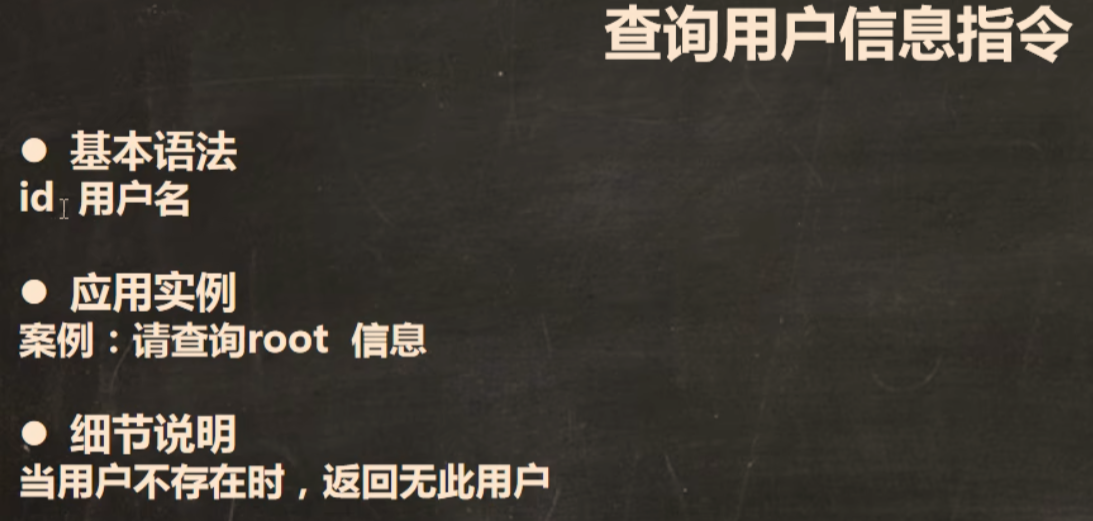 查询用户信息指令
● 基本语法
id 用户名
● 应用实例
案例：请查询root 信息
● 细节说明
当用户不存在时，返回无此用户